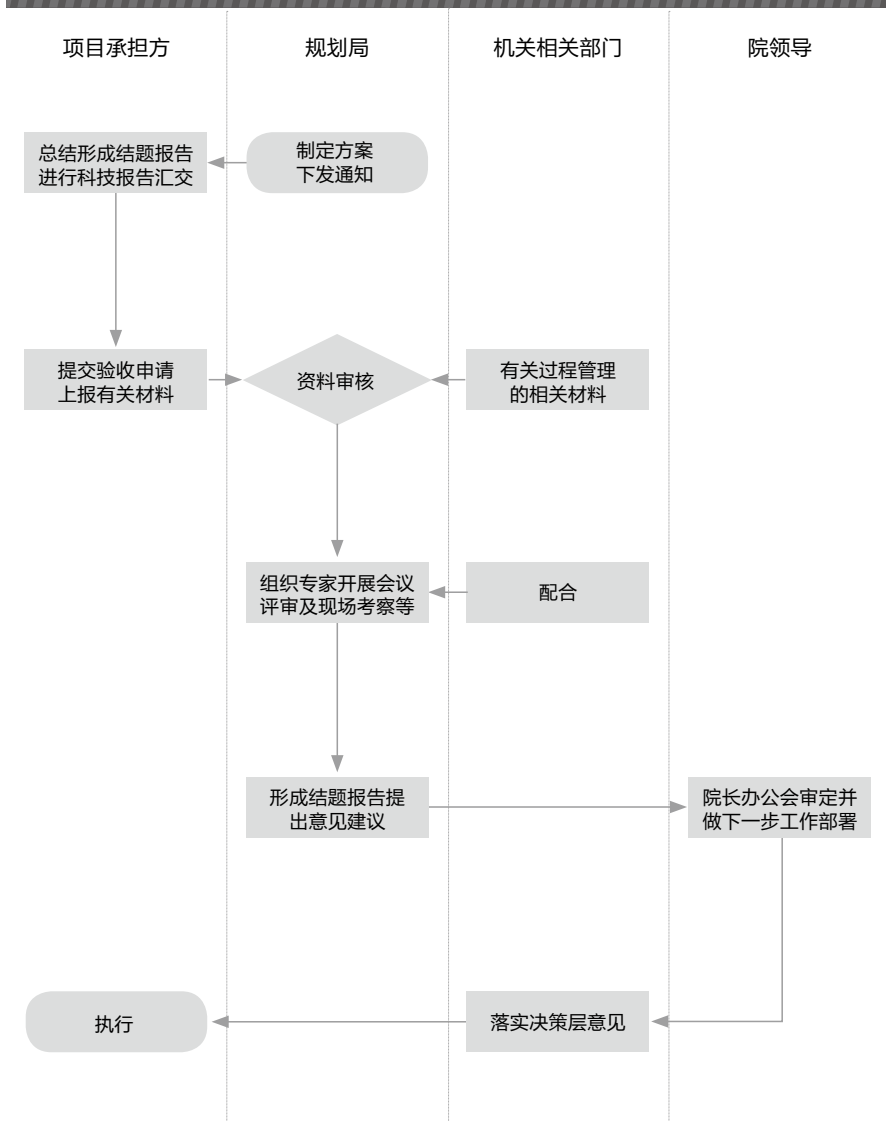 项目承担方
规划局
机关相关部门
院领导
总结形成结题报告
进行科技报告汇交
制定方案
下发通知
提交验收申请
上报有关材料
资料审核
有关过程管理
的相关材料
组织专家开展会议
评审及现场考察等
配合
形成结题报告提
出意见建议
院长办公会审定并
做下一步工作部署
执行
落实决策层意见